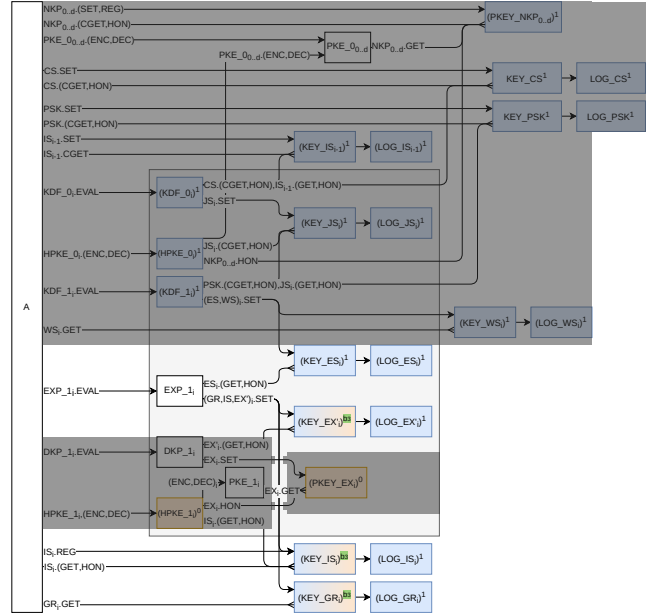 NKP₀..d.(SET,REG)
NKP₀..d.(CGET,HON)
(PKEY_NKP₀..d)¹
PKE_0₀..d.(ENC,DEC)
PKE_0₀..d
NKP₀..d.GET
PKE_0₀..d.(ENC,DEC)
CS.SET
KEY_CS¹
LOG_CS¹
CS.(CGET,HON)
PSK.SET
KEY_PSK¹
LOG_PSK¹
PSK.(CGET,HON)
ISᵢ₋₁.SET
(KEY_ISᵢ₋₁)¹
(LOG_ISᵢ₋₁)¹
ISᵢ₋₁.CGET
KDF_0ᵢ.EVAL
(KDF_0ᵢ)¹
CS.(CGET,HON),ISᵢ₋₁.(GET,HON)
JSᵢ.SET
(KEY_JSᵢ)¹
(LOG_JSᵢ)¹
HPKE_0ᵢ.(ENC,DEC)
(HPKE_0ᵢ)¹
JSᵢ.(CGET,HON)
NKP₀..d.HON
KDF_1ᵢ.EVAL
(KDF_1ᵢ)¹
PSK.(CGET,HON),JSᵢ.(GET,HON)
(ES,WS)ᵢ.SET
A
WSᵢ.GET
(KEY_WSᵢ)¹
(LOG_WSᵢ)¹
(KEY_ESᵢ)¹
(LOG_ESᵢ)¹
EXP_1ᵢ.EVAL
EXP_1ᵢ
ESᵢ.(GET,HON)
(GR,IS,EX')ᵢ.SET
(KEY_EX'ᵢ)ᵇ³
(LOG_EX'ᵢ)¹
DKP_1ᵢ.EVAL
DKP_1ᵢ
EX'ᵢ.(GET,HON)
EXᵢ.SET
(ENC,DEC)ᵢ
PKE_1ᵢ
EXᵢ.GET
(PKEY_EXᵢ)⁰
HPKE_1ᵢ.(ENC,DEC)
(HPKE_1ᵢ)⁰
EXᵢ.HON
ISᵢ.(GET,HON)
ISᵢ.REG
(KEY_ISᵢ)ᵇ³
(LOG_ISᵢ)¹
ISᵢ.(GET,HON)
GRᵢ.GET
(KEY_GRᵢ)ᵇ³
(LOG_GRᵢ)¹